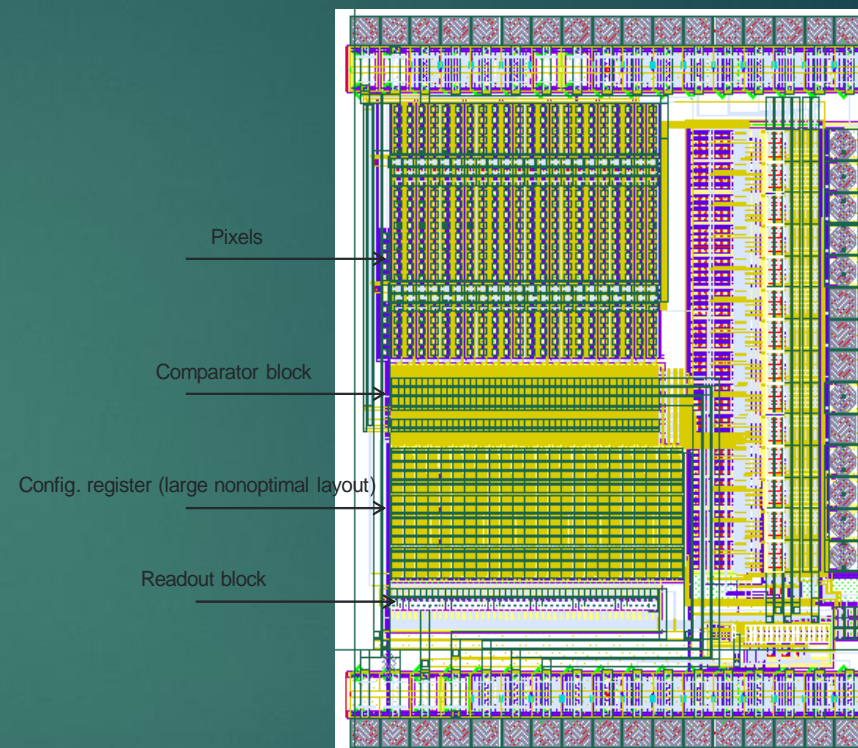 Pixels
Comparator block
Config. register (large nonoptimal layout)
Readout block